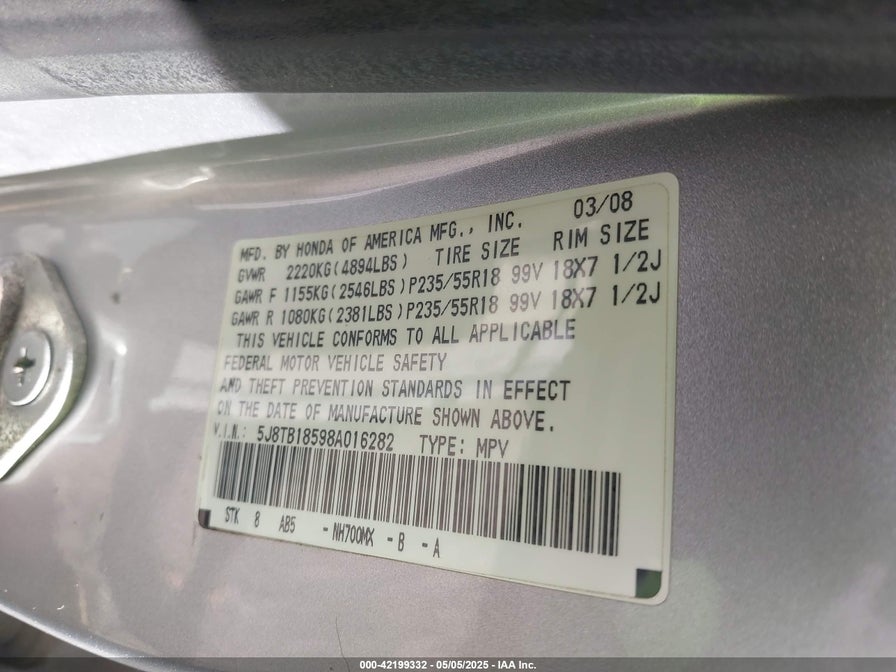 MFD. BY HONDA OF AMERICA MFG., INC. 03/08
GVWR 2220KG(4894LBS) TIRE SIZE RIM SIZE
GAWR F 1155KG(2546LBS)P235/55R18 99V 18X7 1/2J
GAWR R 1080KG(2381LBS)P235/55R18 99V 18X7 1/2J
THIS VEHICLE CONFORMS TO ALL APPLICABLE
FEDERAL MOTOR VEHICLE SAFETY
AND THEFT PREVENTION STANDARDS IN EFFECT
ON THE DATE OF MANUFACTURE SHOWN ABOVE.
V.I.N.: 5J8TB18598A016282 TYPE: MPV
STK 8 AB5 -NH700MX -B -A
000-42199332 - 05/05/2025 - IAA Inc.